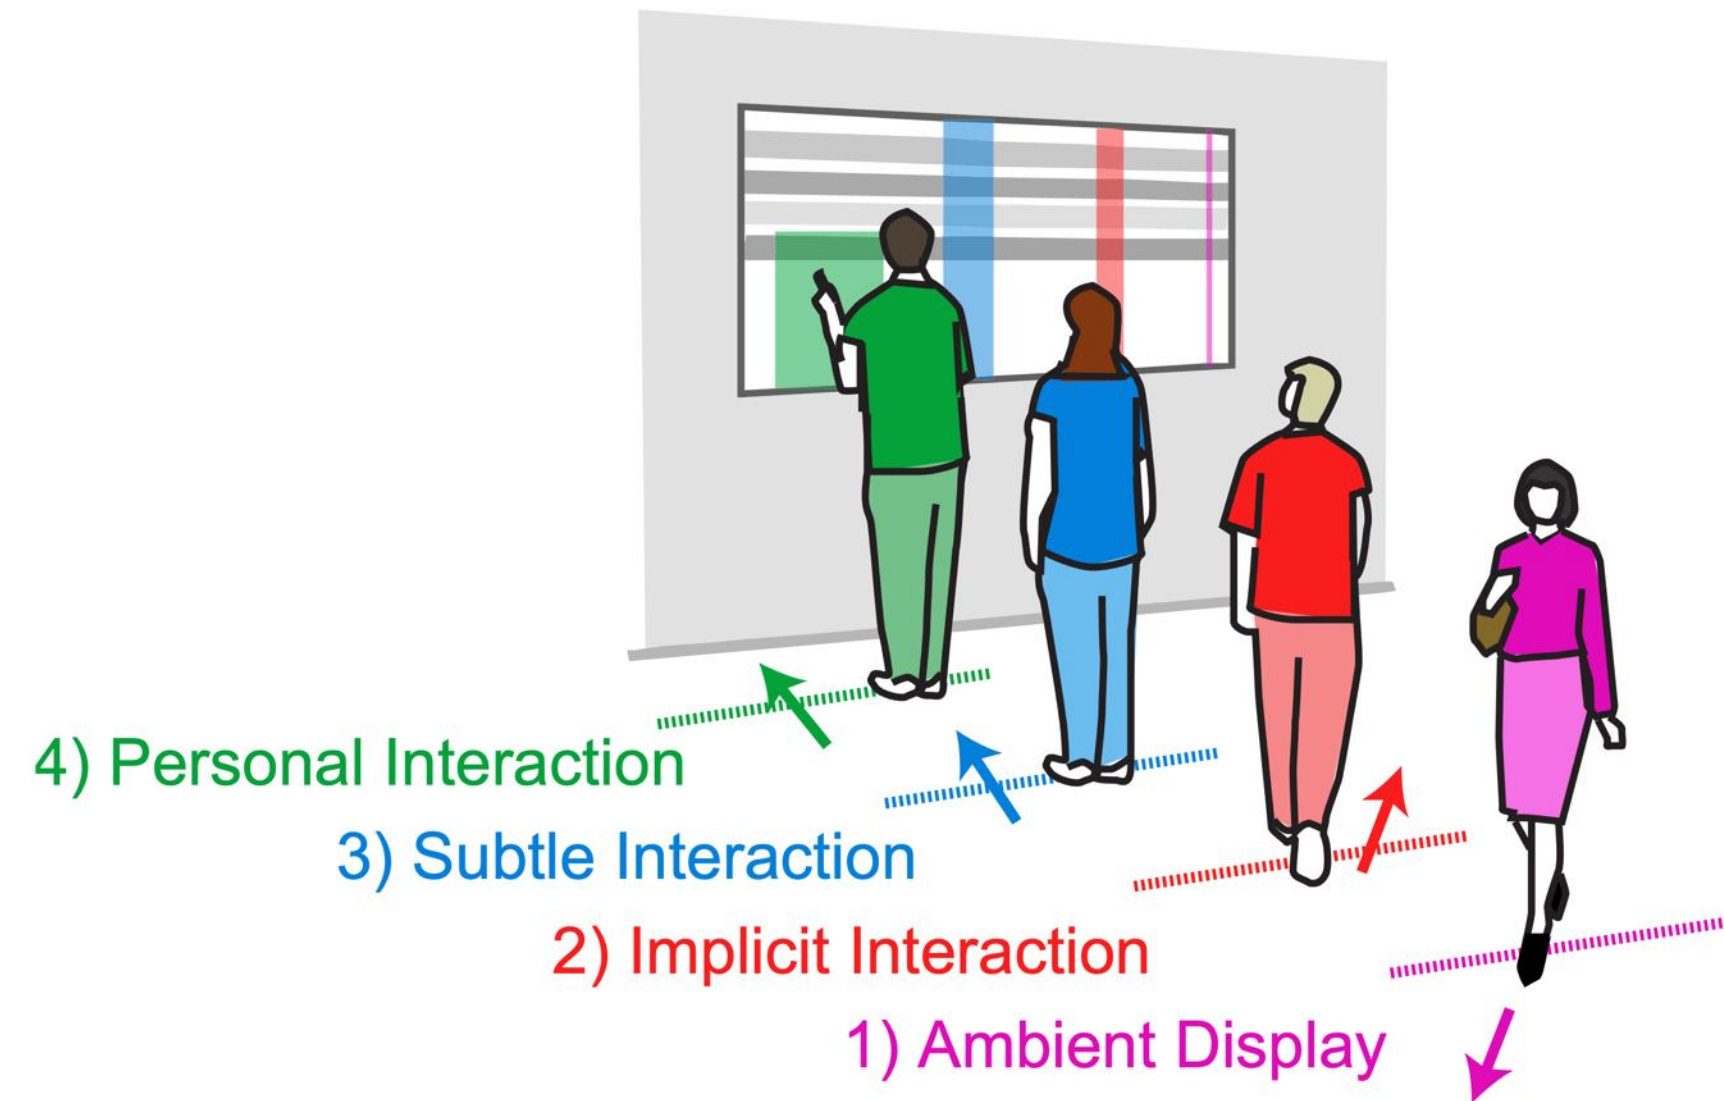 4) Personal Interaction
3) Subtle Interaction
2) Implicit Interaction
1) Ambient Display